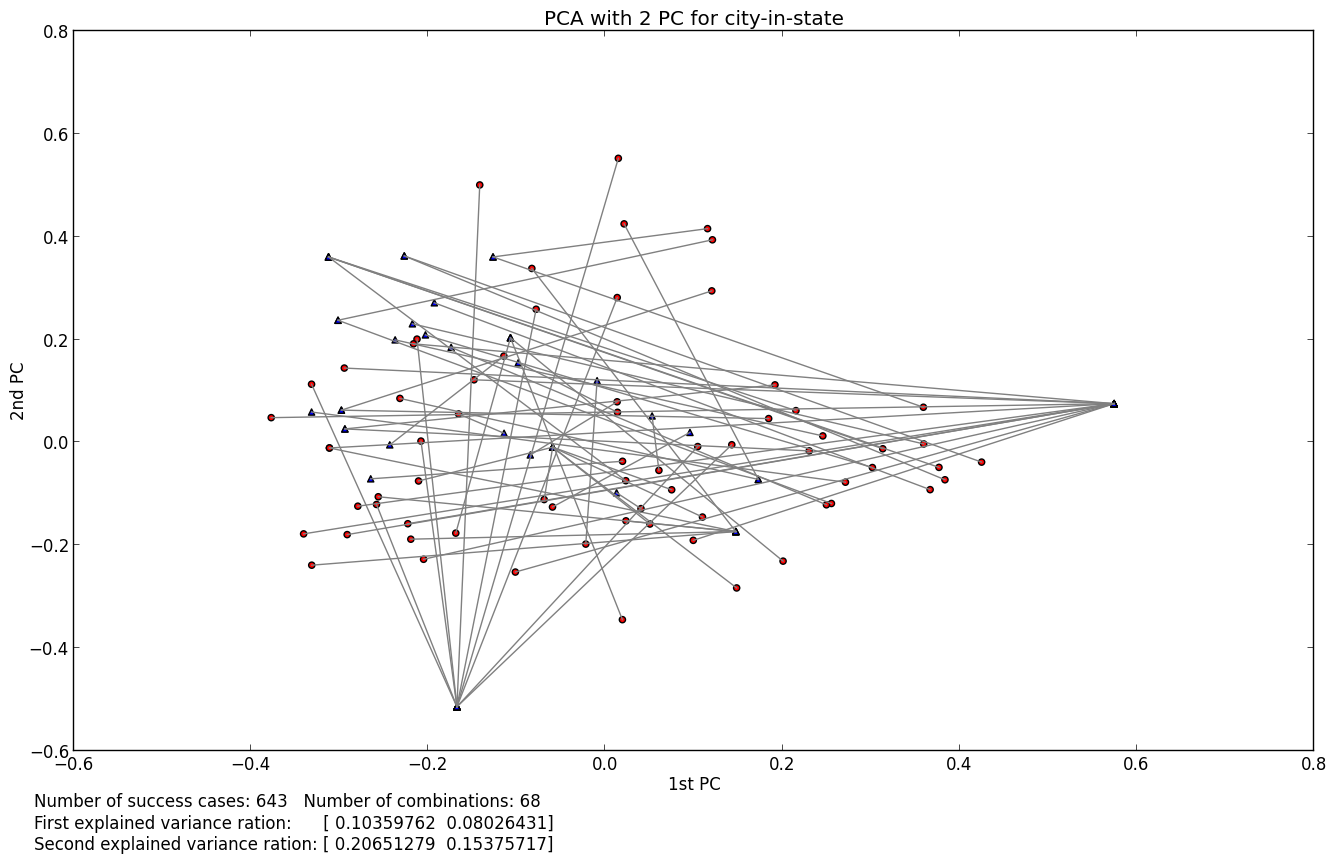 PCA with 2 PC for city-in-state
0.8
0.6
0.4
0.2
0.0
−0.2
−0.4
−0.6
2nd PC
−0.6 −0.4 −0.2 0.0 0.2 0.4 0.6 0.8
1st PC
Number of success cases: 643 Number of combinations: 68
First explained variance ration: [ 0.10359762 0.08026431]
Second explained variance ration: [ 0.20651279 0.15375717]